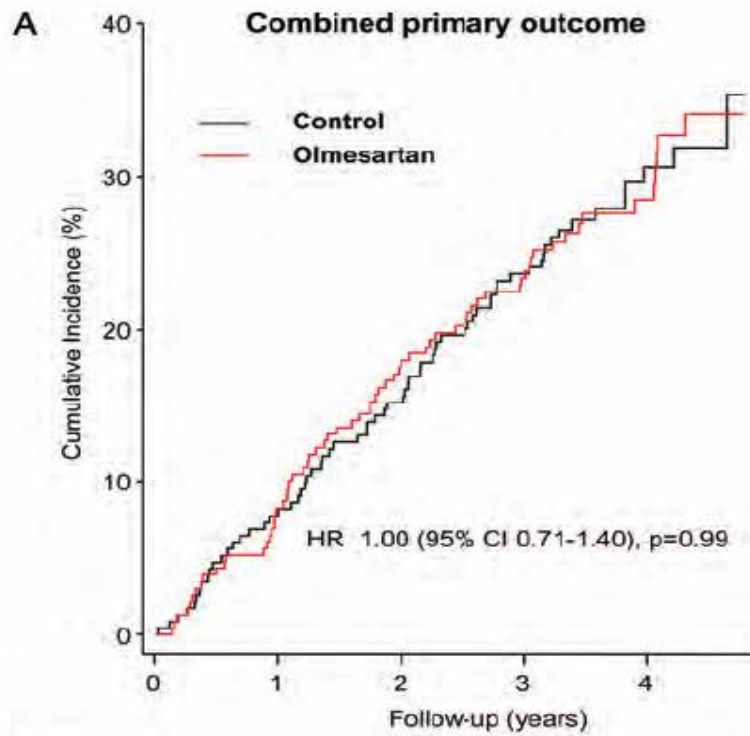 A
Combined primary outcome
40
30
20
10
0
Cumulative Incidence (%)
Control
Olmesartan
HR 1.00 (95% CI 0.71-1.40), p=0.99
0 1 2 3 4
Follow-up (years)